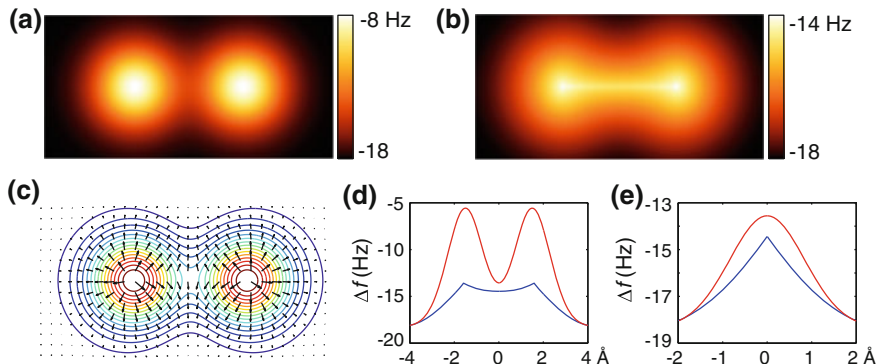 (a)
-8 Hz
-18
(b)
-14 Hz
-18
(c)
(d)
-5
-10
-15
-20
Δf (Hz)
-4 -2 0 2 4 Å
(e)
-13
-15
-17
-19
Δf (Hz)
-2 -1 0 1 2 Å